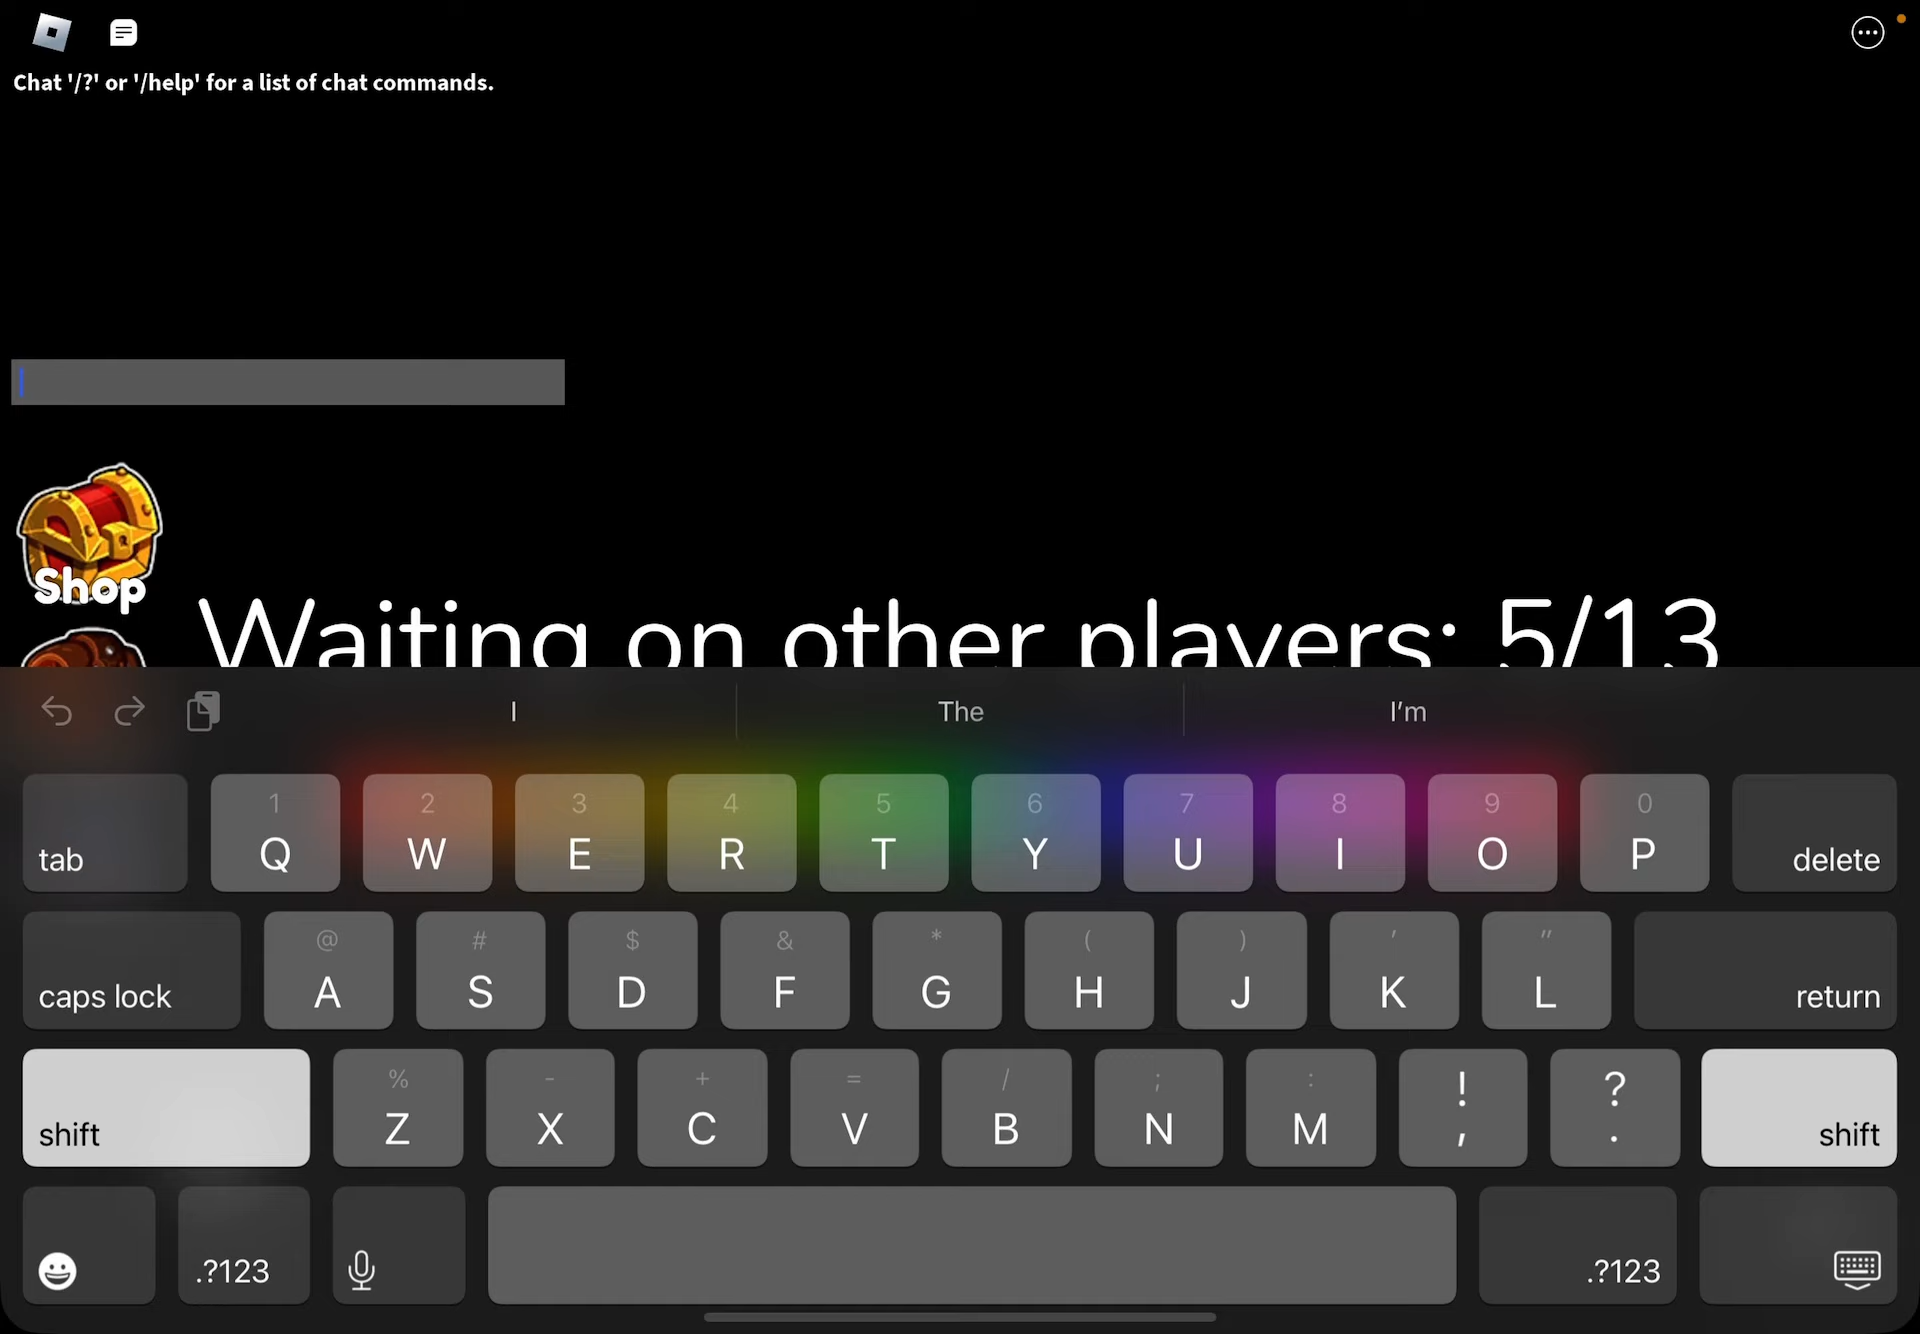 Chat '/?' or '/help' for a list of chat commands.
Shop
Waiting on other players: 5/13
I The I'm
1 2 3 4 5 6 7 8 9 0
tab Q W E R T Y U I O P delete
@ # $ & * ( ) ' "
caps lock A S D F G H J K L return
% - + = / ; : ! ?
shift Z X C V B N M , . shift
.?123 .?123